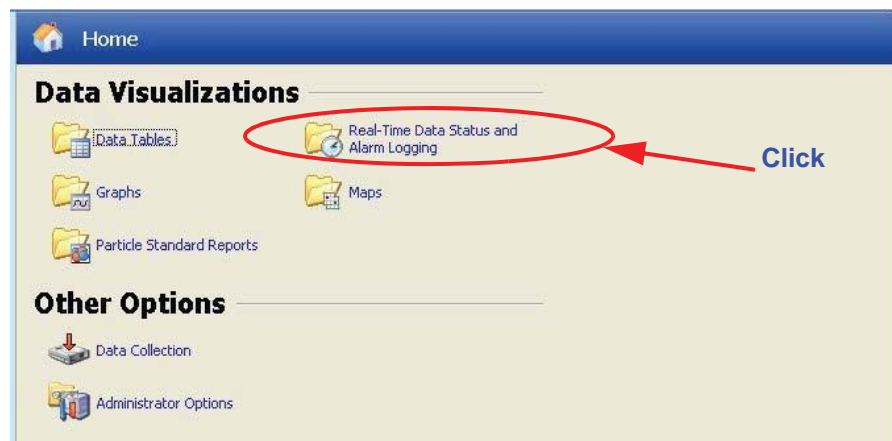 Home
Data Visualizations
Data Tables
Real-Time Data Status and
Alarm Logging
Click
Graphs
Maps
Particle Standard Reports
Other Options
Data Collection
Administrator Options